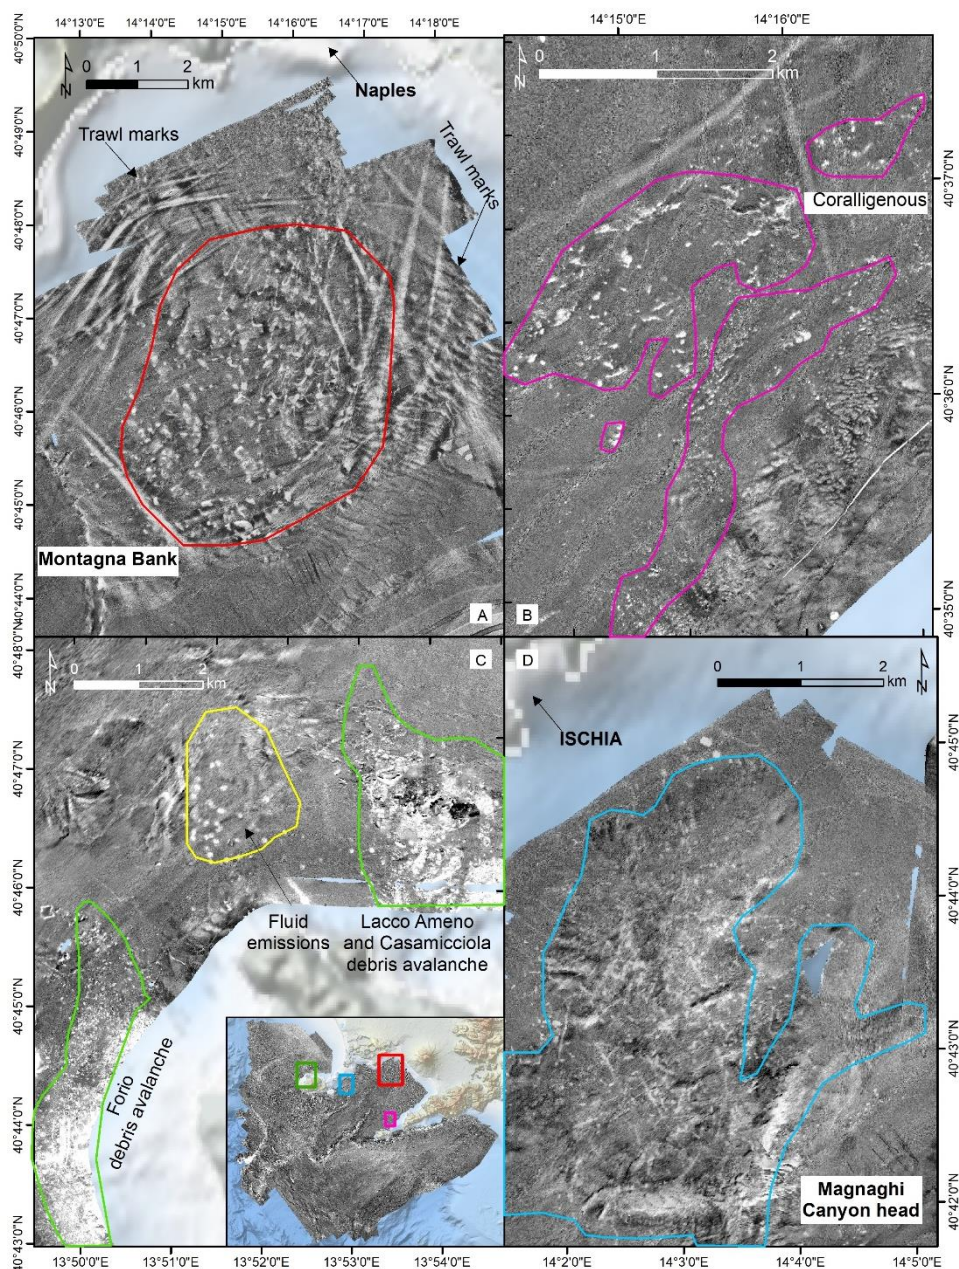 14°13'0"E 14°14'0"E 14°15'0"E 14°16'0"E 14°17'0"E 14°18'0"E
14°15'0"E 14°16'0"E
40°50'0"N
40°49'0"N
40°48'0"N
40°47'0"N
40°46'0"N
40°45'0"N
40°44'0"N
N
0 1 2
km
Naples
Trawl marks
Trawl marks
Montagna Bank
A
0 1 2
km
N
Coralligenous
B
40°37'0"N
40°36'0"N
40°35'0"N
40°48'0"N
40°47'0"N
40°46'0"N
40°45'0"N
40°44'0"N
40°43'0"N
N
0 1 2
km
C
Fluid
emissions
Lacco Ameno
and Casamicciola
debris avalanche
Forio
debris avalanche
D
0 1 2
km
N
ISCHIA
Magnaghi
Canyon head
40°45'0"N
40°44'0"N
40°43'0"N
40°42'0"N
13°50'0"E 13°51'0"E 13°52'0"E 13°53'0"E 13°54'0"E
14°2'0"E 14°3'0"E 14°4'0"E 14°5'0"E